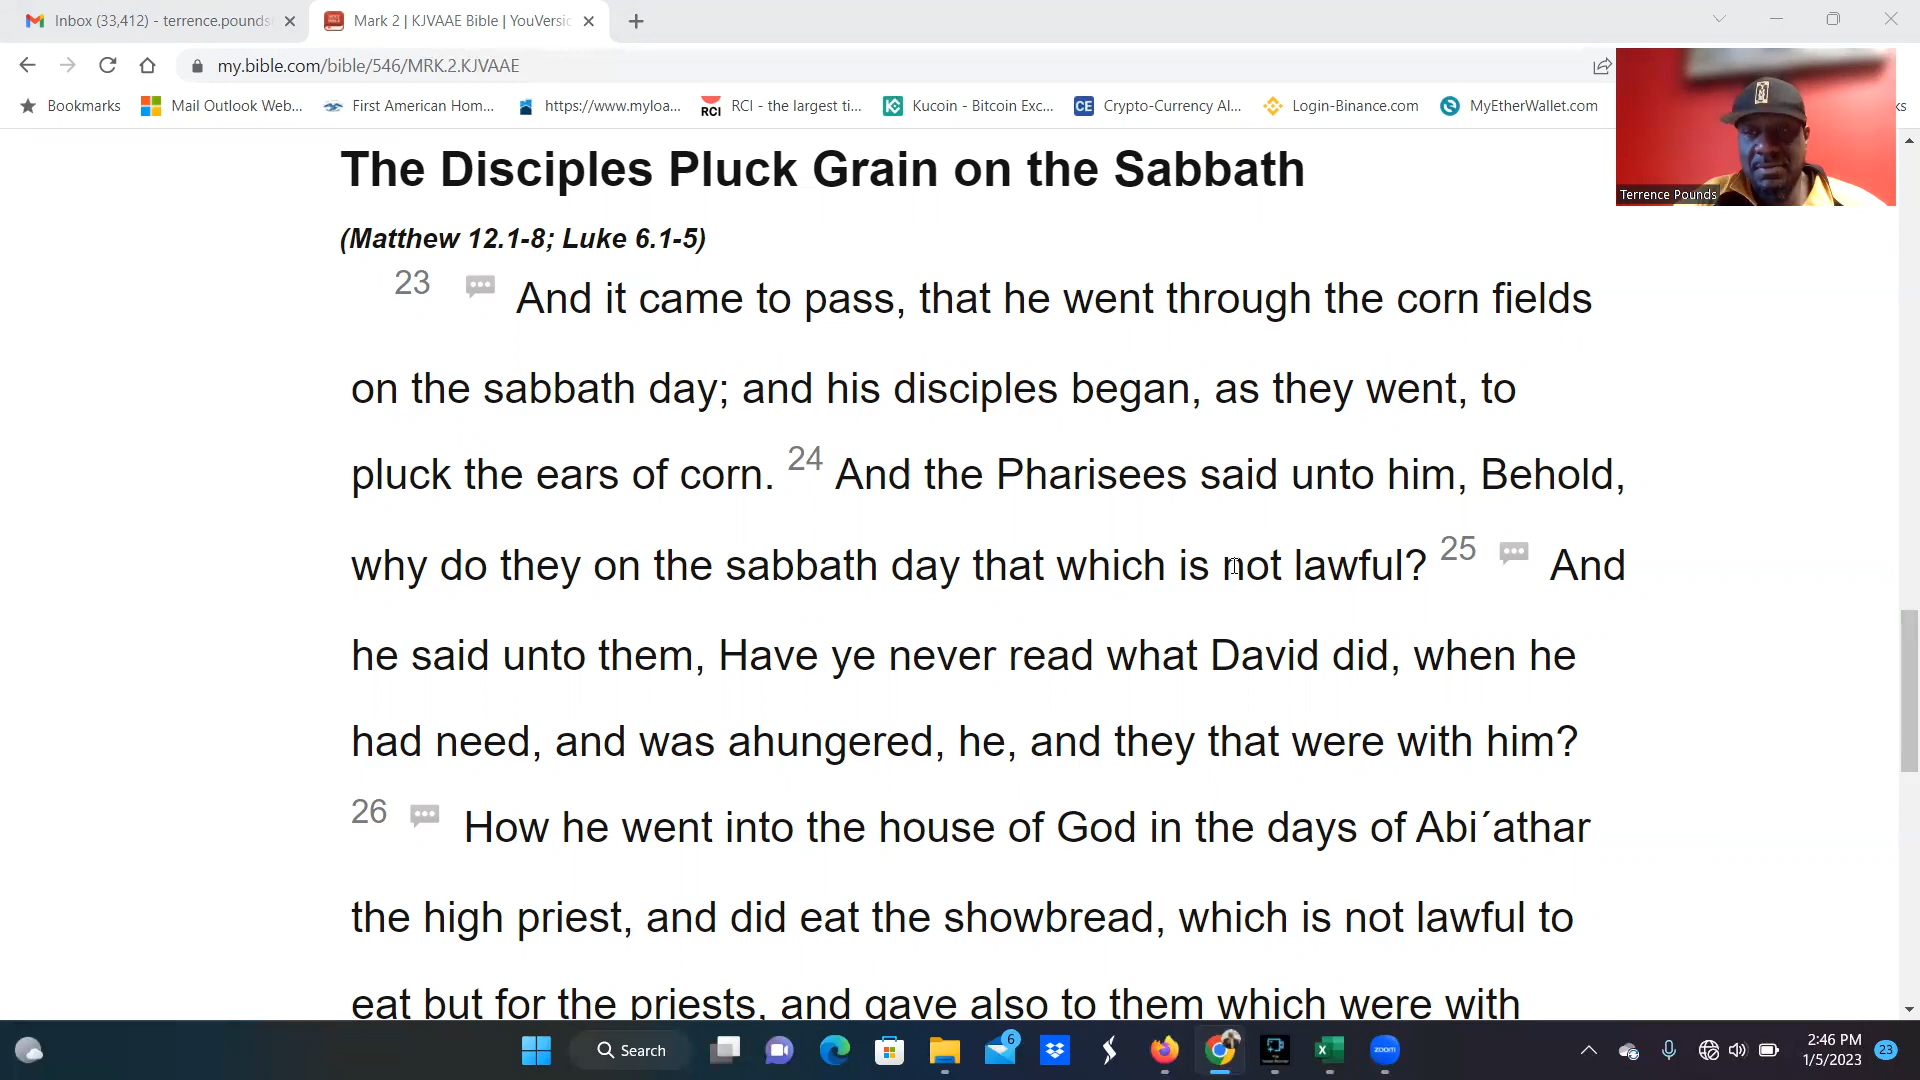 Inbox (33,412) - terrence.pounds
Mark 2 | KJVAAE Bible | YouVersio
my.bible.com/bible/546/MRK.2.KJVAAE
Bookmarks
Mail Outlook Web...
First American Hom...
https://www.myloa...
RCI - the largest ti...
Kucoin - Bitcoin Exc...
Crypto-Currency Al...
Login-Binance.com
MyEtherWallet.com
ks
Terrence Pounds
The Disciples Pluck Grain on the Sabbath
(Matthew 12.1-8; Luke 6.1-5)
23 And it came to pass, that he went through the corn fields
on the sabbath day; and his disciples began, as they went, to
pluck the ears of corn. 24 And the Pharisees said unto him, Behold,
why do they on the sabbath day that which is not lawful? 25 And
he said unto them, Have ye never read what David did, when he
had need, and was ahungered, he, and they that were with him?
26 How he went into the house of God in the days of Abi´athar
the high priest, and did eat the showbread, which is not lawful to
eat but for the priests, and gave also to them which were with
Search
6
zoom
2:46 PM
1/5/2023
23